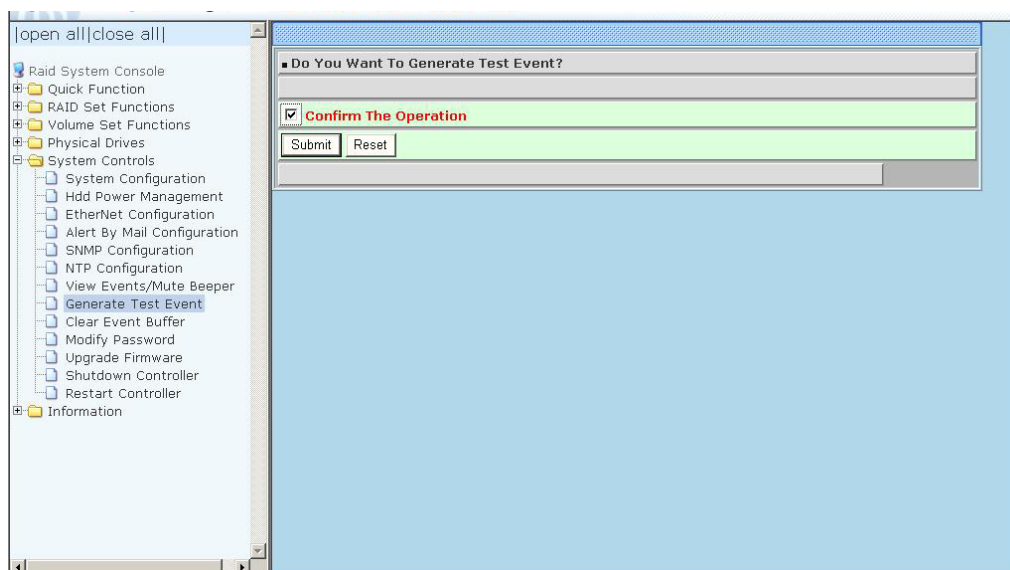 |open all|close all|
Raid System Console
Quick Function
RAID Set Functions
Volume Set Functions
Physical Drives
System Controls
System Configuration
Hdd Power Management
EtherNet Configuration
Alert By Mail Configuration
SNMP Configuration
NTP Configuration
View Events/Mute Beeper
Generate Test Event
Clear Event Buffer
Modify Password
Upgrade Firmware
Shutdown Controller
Restart Controller
Information
Do You Want To Generate Test Event?
Confirm The Operation
Submit Reset